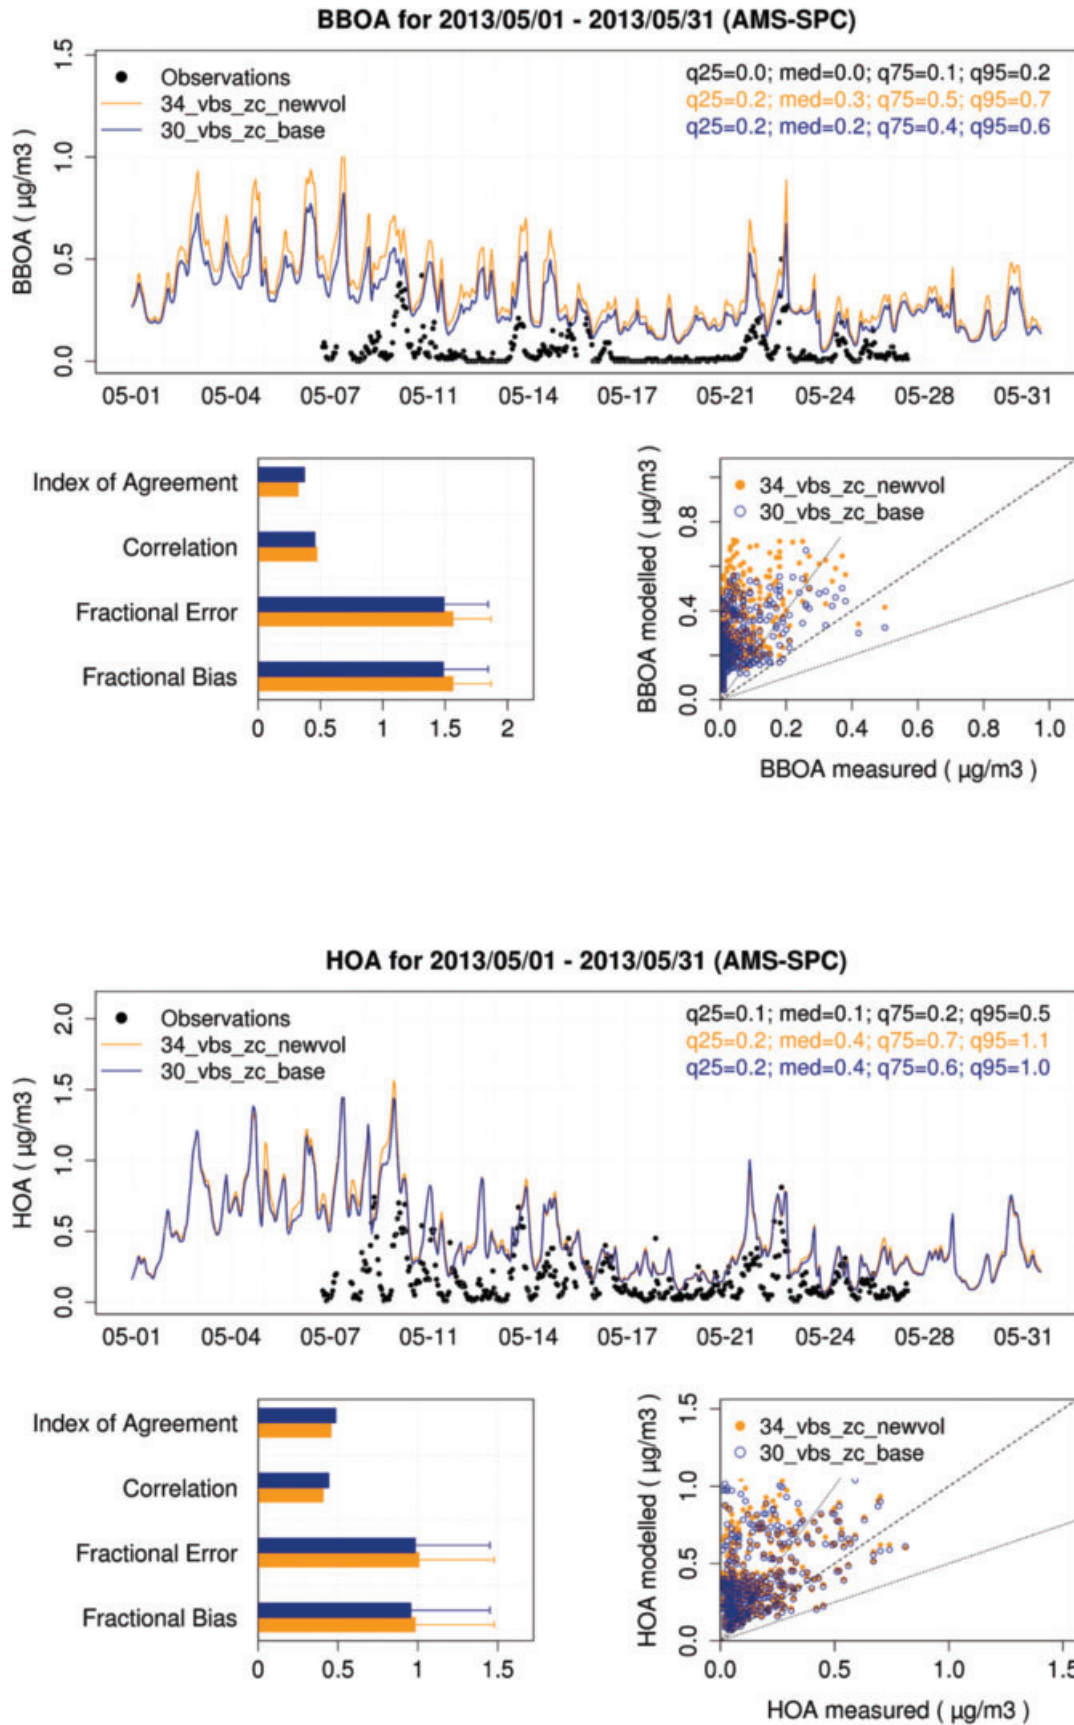 BBOA for 2013/05/01 - 2013/05/31 (AMS-SPC)
BBOA ( µg/m3 )
1.5
1.0
0.5
0.0
Observations
34_vbs_zc_newvol
30_vbs_zc_base
q25=0.0; med=0.0; q75=0.1; q95=0.2
q25=0.2; med=0.3; q75=0.5; q95=0.7
q25=0.2; med=0.2; q75=0.4; q95=0.6
05-01 05-04 05-07 05-11 05-14 05-17 05-21 05-24 05-28 05-31
Index of Agreement
Correlation
Fractional Error
Fractional Bias
0 0.5 1 1.5 2
BBOA modelled ( µg/m3 )
0.8
0.4
0.0
34_vbs_zc_newvol
30_vbs_zc_base
0.0 0.2 0.4 0.6 0.8 1.0
BBOA measured ( µg/m3 )
HOA for 2013/05/01 - 2013/05/31 (AMS-SPC)
HOA ( µg/m3 )
2.0
1.5
1.0
0.5
0.0
Observations
34_vbs_zc_newvol
30_vbs_zc_base
q25=0.1; med=0.1; q75=0.2; q95=0.5
q25=0.2; med=0.4; q75=0.7; q95=1.1
q25=0.2; med=0.4; q75=0.6; q95=1.0
05-01 05-04 05-07 05-11 05-14 05-17 05-21 05-24 05-28 05-31
Index of Agreement
Correlation
Fractional Error
Fractional Bias
0 0.5 1 1.5
HOA modelled ( µg/m3 )
1.5
1.0
0.5
0.0
34_vbs_zc_newvol
30_vbs_zc_base
0.0 0.5 1.0 1.5
HOA measured ( µg/m3 )